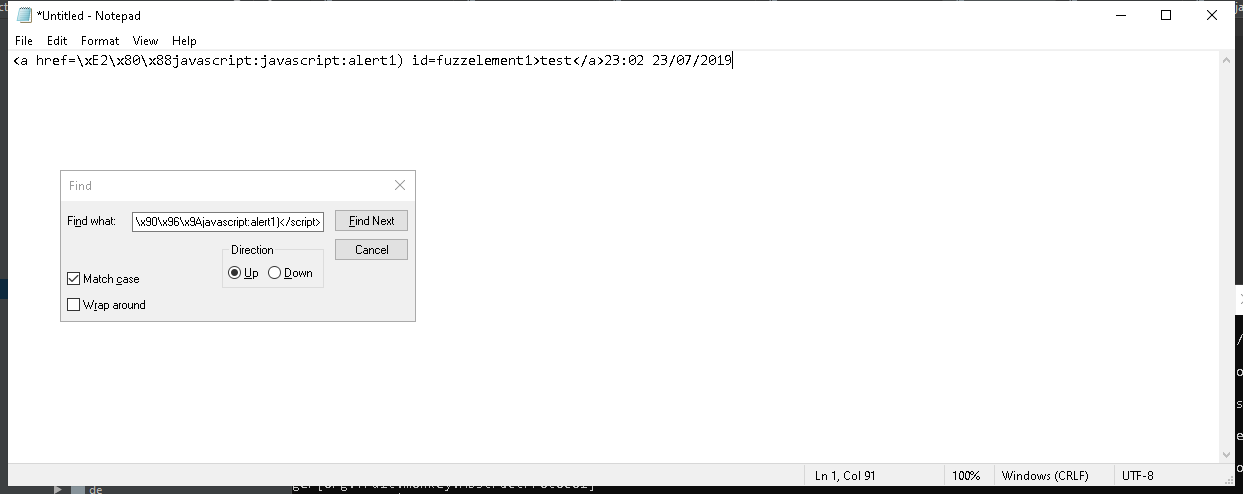 *Untitled - Notepad
File Edit Format View Help
<a href=\xE2\x80\x88javascript:javascript:alert1) id=fuzzelement1>test</a>23:02 23/07/2019
Find
Find what: \x90\x96\x9Ajavascript:alert1)</script> Find Next
Direction Cancel
Up Down
Match case
Wrap around
Ln 1, Col 91 100% Windows (CRLF) UTF-8
de